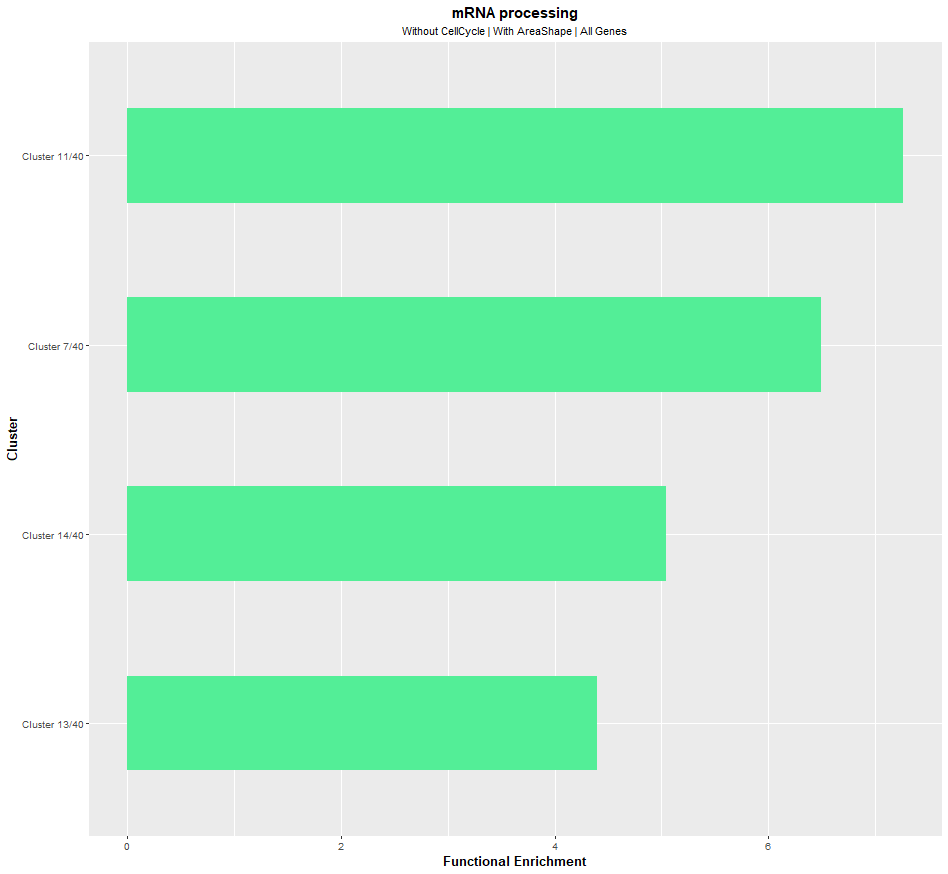 mRNA processing
Without CellCycle | With AreaShape | All Genes
Cluster
Cluster 11/40
Cluster 7/40
Cluster 14/40
Cluster 13/40
0 2 4 6
Functional Enrichment